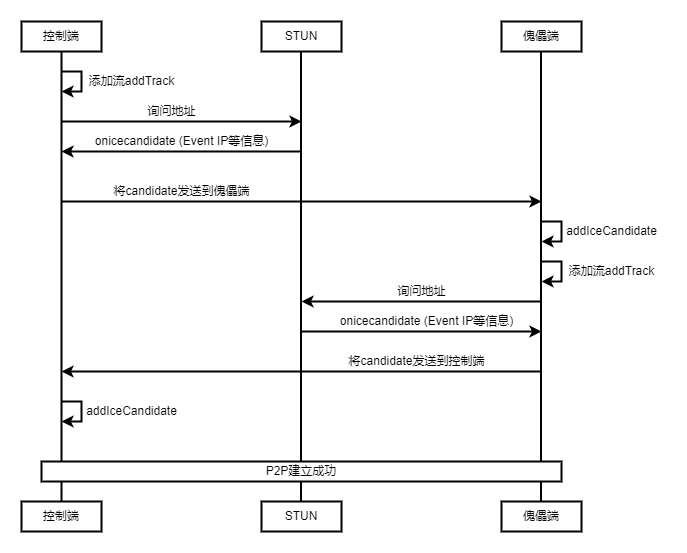 控制端
STUN
傀儡端
添加流addTrack
询问地址
onicecandidate (Event IP等信息)
将candidate发送到傀儡端
addIceCandidate
添加流addTrack
询问地址
onicecandidate (Event IP等信息)
将candidate发送到控制端
addIceCandidate
P2P建立成功
控制端
STUN
傀儡端